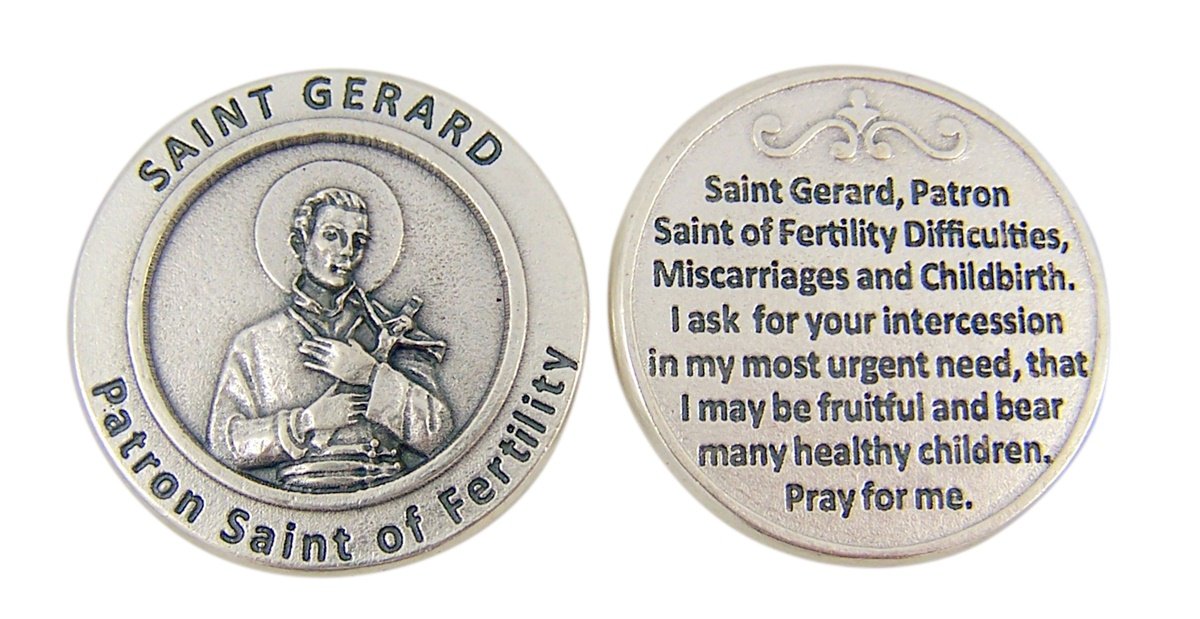 SAINT GERARD
Patron Saint of Fertility
Saint Gerard, Patron
Saint of Fertility Difficulties,
Miscarriages and Childbirth.
I ask for your intercession
in my most urgent need, that
I may be fruitful and bear
many healthy children.
Pray for me.